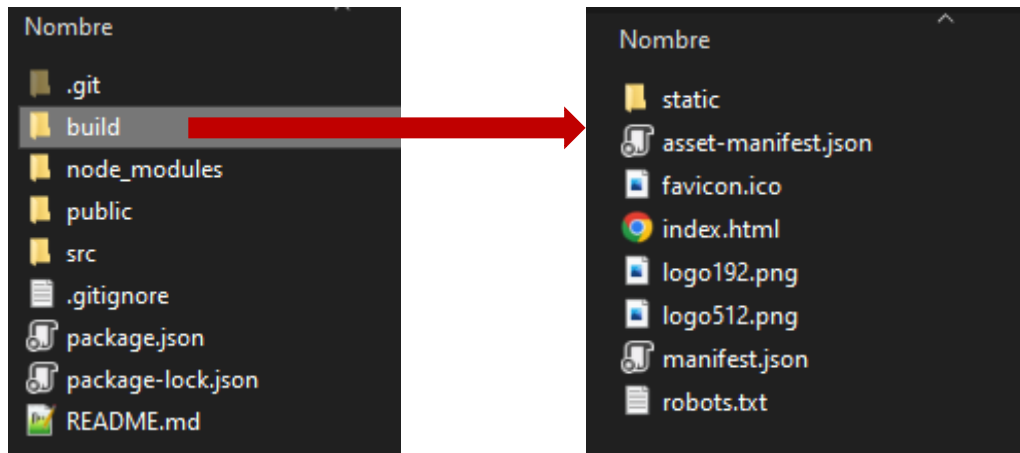 Nombre
.git
build
node_modules
public
src
.gitignore
package.json
package-lock.json
README.md
Nombre
static
asset-manifest.json
favicon.ico
index.html
logo192.png
logo512.png
manifest.json
robots.txt